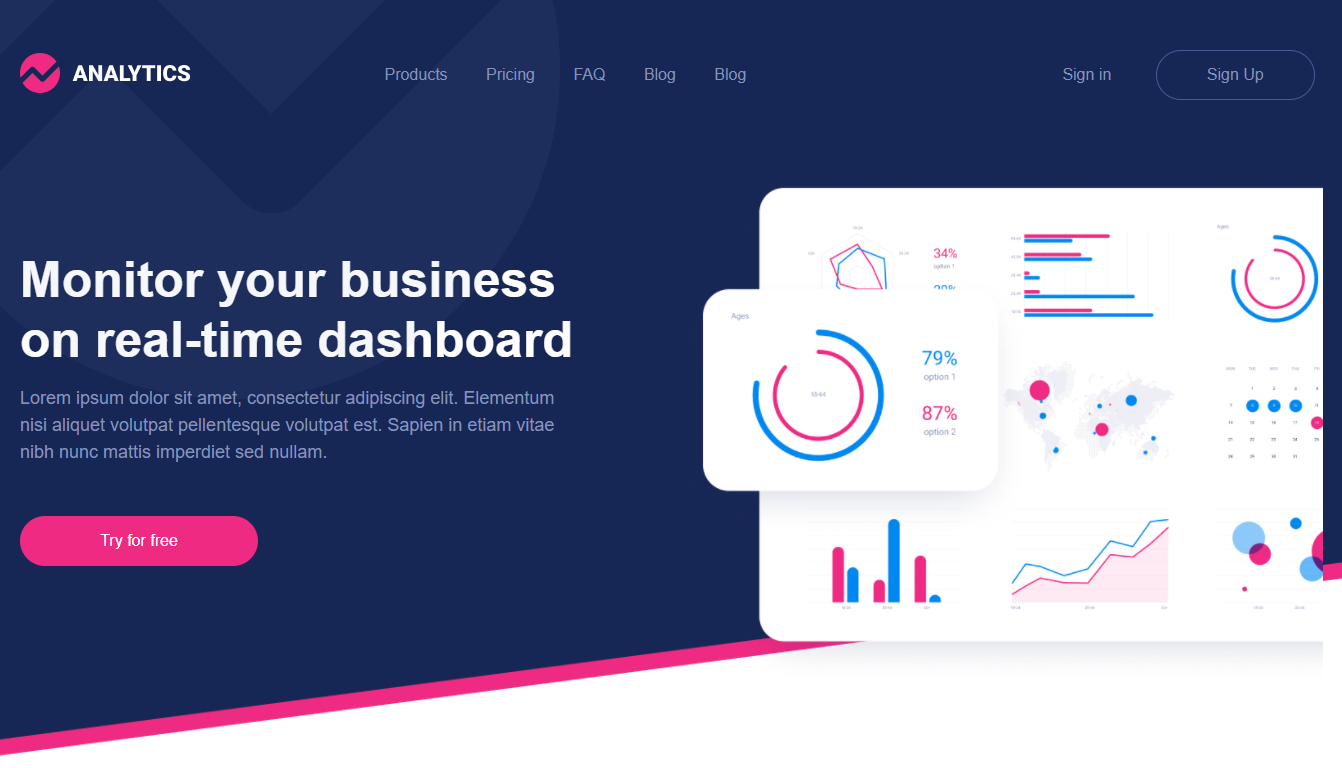 ANALYTICS
Products
Pricing
FAQ
Blog
Blog
Sign in
Sign Up
Monitor your business
on real-time dashboard
Lorem ipsum dolor sit amet, consectetur adipiscing elit. Elementum
nisi aliquet volutpat pellentesque volutpat est. Sapien in etiam vitae
nibh nunc mattis imperdiet sed nullam.
Try for free
34%
option 1
Ages
Ages
79%
option 1
87%
option 2